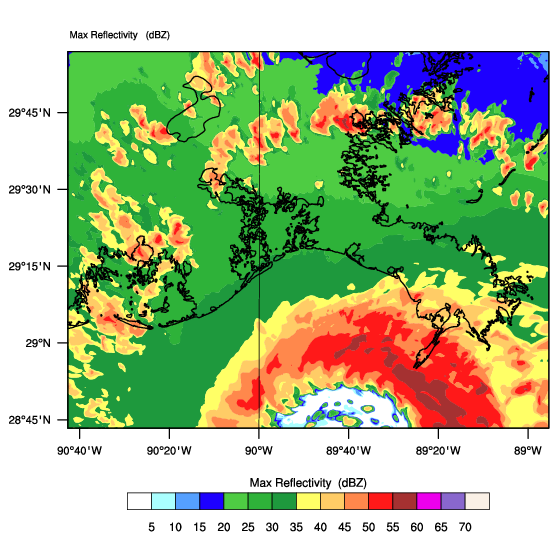 Max Reflectivity (dBZ)
29°45'N
29°30'N
29°15'N
29°N
28°45'N
90°40'W 90°20'W 90°W 89°40'W 89°20'W 89°W
Max Reflectivity (dBZ)
5 10 15 20 25 30 35 40 45 50 55 60 65 70